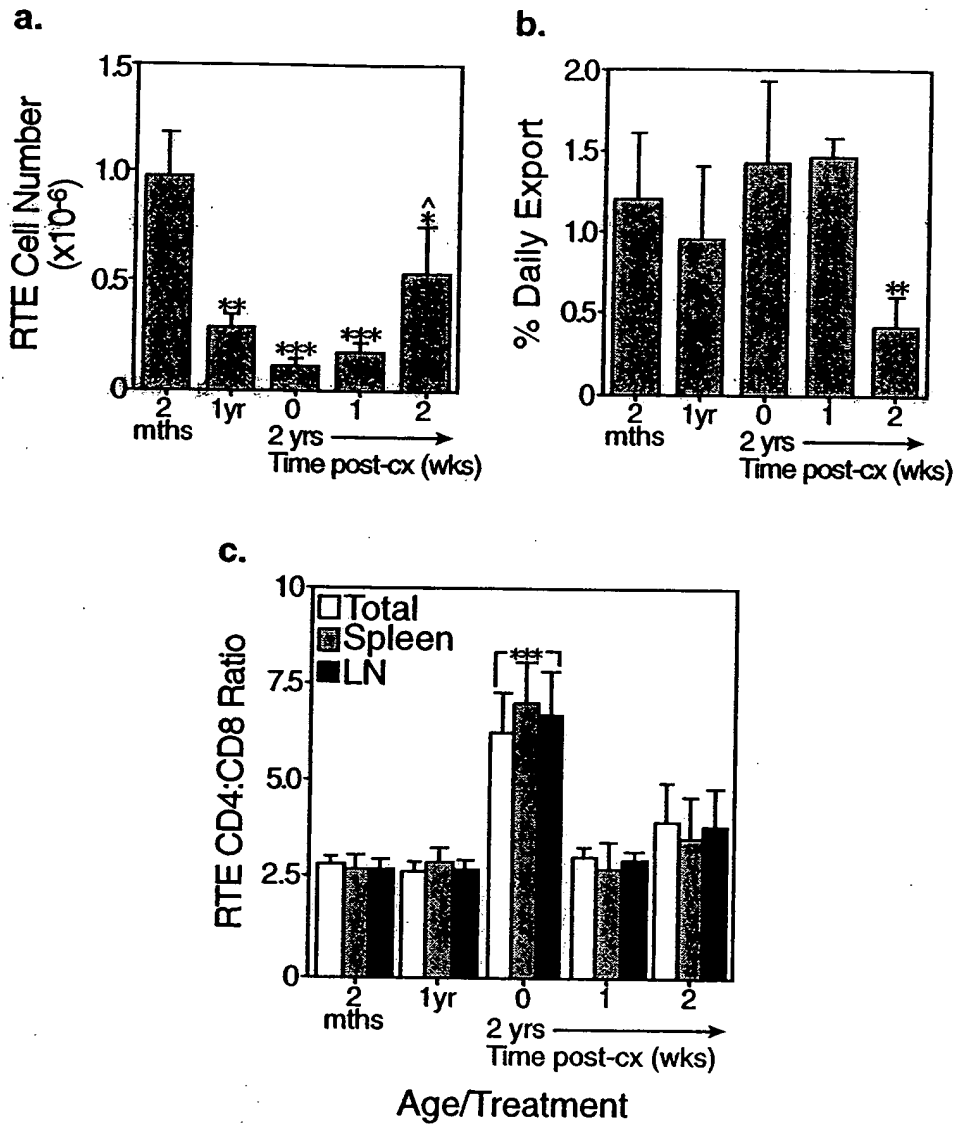 a.
RTE Cell Number
(x10-6)
1.5
1.0
0.5
0
**
***
***
^
*
2 1yr 0 1 2
mths
2 yrs
Time post-cx (wks)
b.
% Daily Export
2.0
1.5
1.0
0.5
0
**
2 1yr 0 1 2
mths
2 yrs
Time post-cx (wks)
c.
RTE CD4:CD8 Ratio
10
7.5
5.0
2.5
0
Total
Spleen
LN
***
2 1yr 0 1 2
mths
2 yrs
Time post-cx (wks)
Age/Treatment